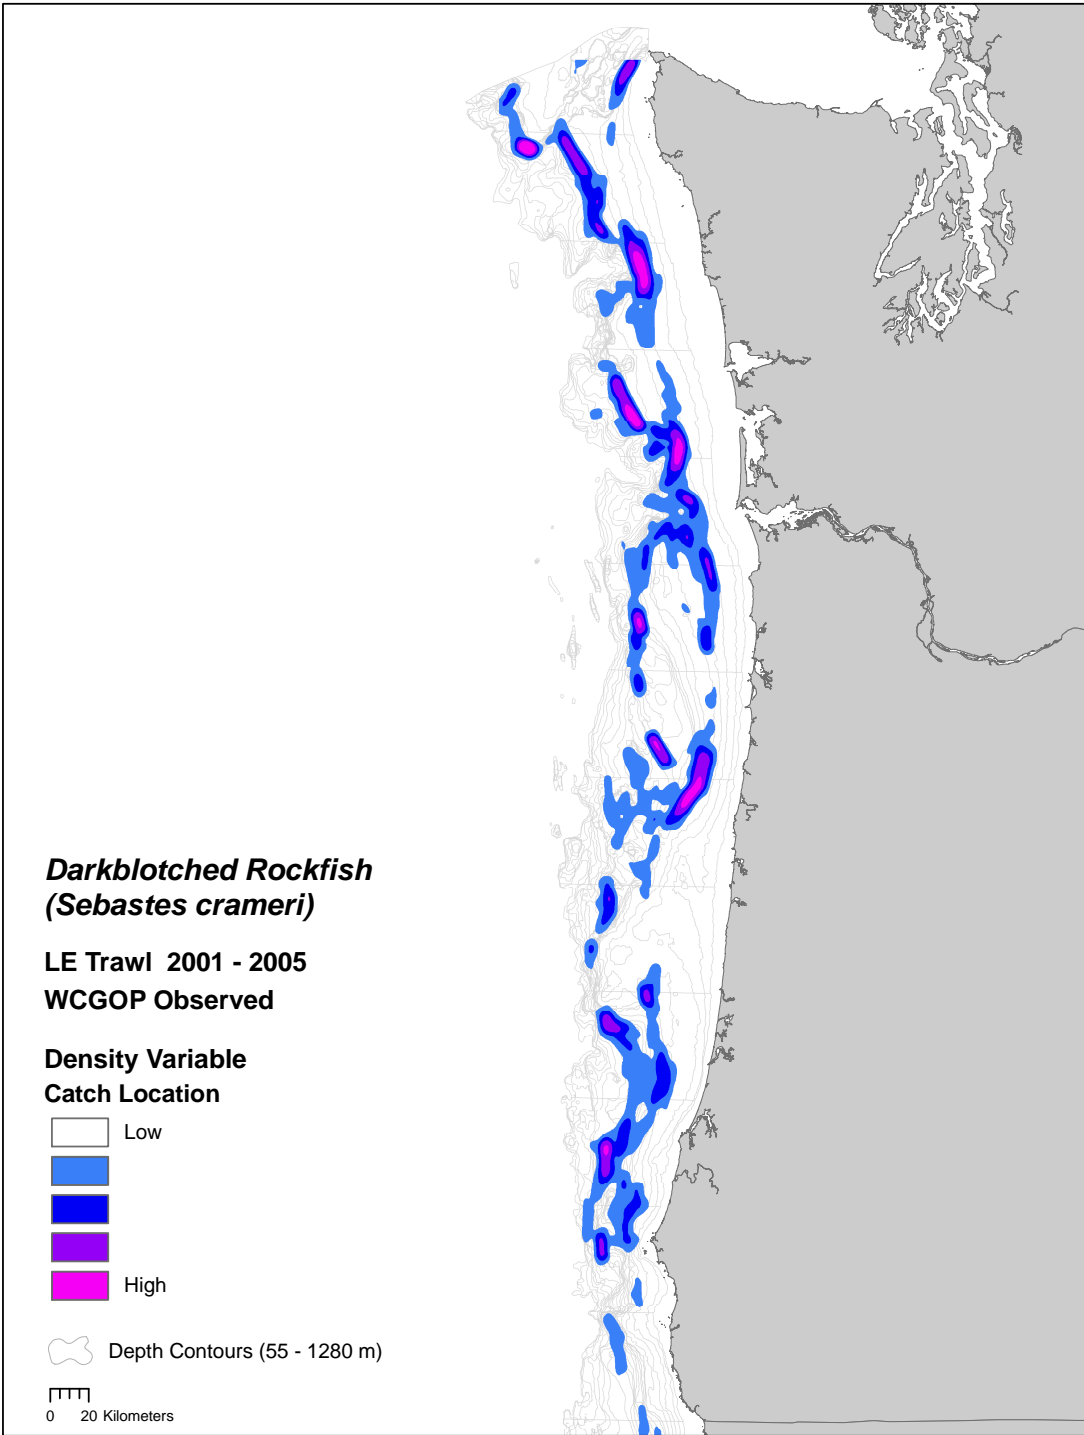 Darkblotched Rockfish
(Sebastes crameri)
LE Trawl 2001 - 2005
WCGOP Observed
Density Variable
Catch Location
Low
High
Depth Contours (55 - 1280 m)
0 20 Kilometers